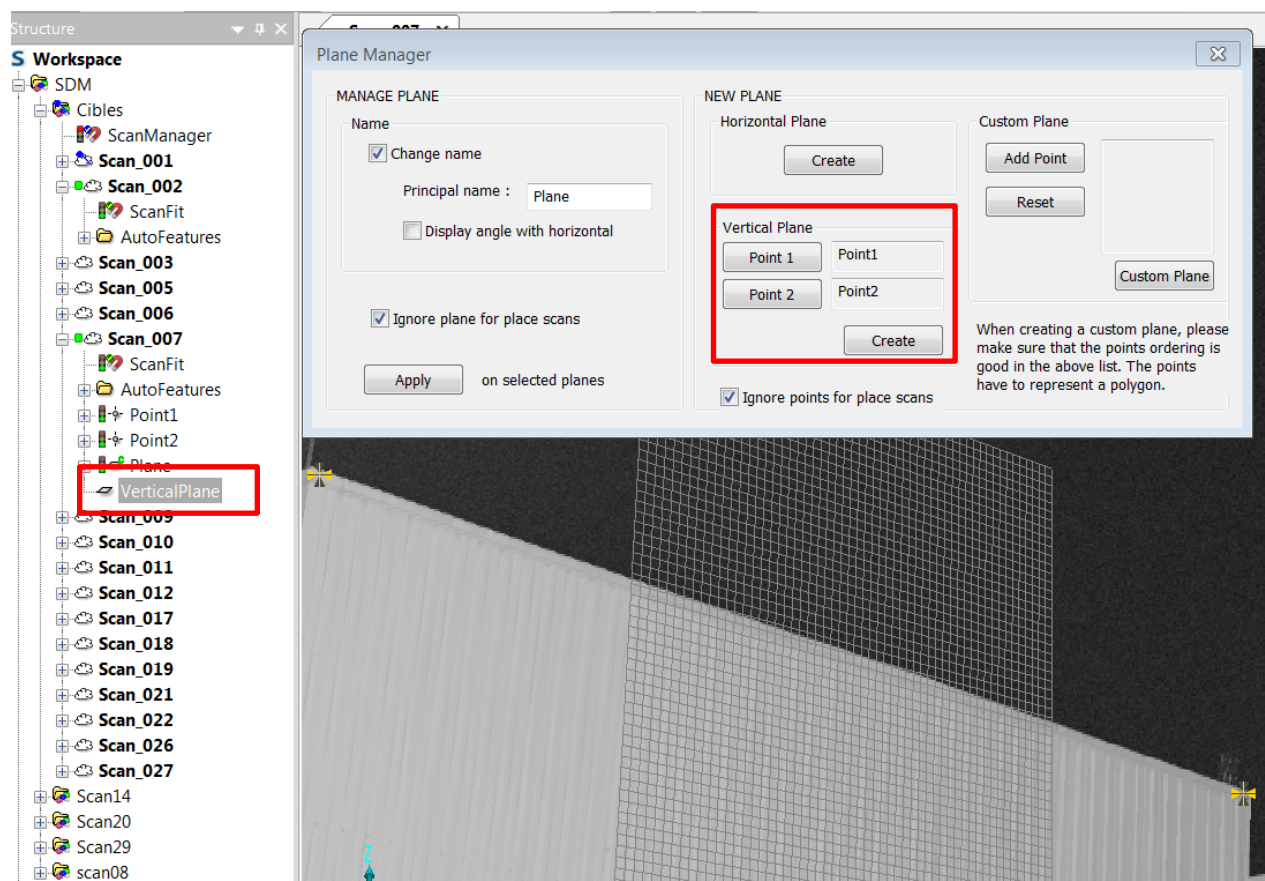 Structure
Scan_007
Workspace
SDM
Cibles
ScanManager
Scan_001
Scan_002
ScanFit
AutoFeatures
Scan_003
Scan_005
Scan_006
Scan_007
ScanFit
AutoFeatures
Point1
Point2
Plane
VerticalPlane
Scan_009
Scan_010
Scan_011
Scan_012
Scan_017
Scan_018
Scan_019
Scan_021
Scan_022
Scan_026
Scan_027
Scan14
Scan20
Scan29
scan08
Plane Manager
MANAGE PLANE
Name
Change name
Principal name : Plane
Display angle with horizontal
Ignore plane for place scans
Apply on selected planes
NEW PLANE
Horizontal Plane
Create
Vertical Plane
Point 1 Point1
Point 2 Point2
Create
Ignore points for place scans
Custom Plane
Add Point
Reset
Custom Plane
When creating a custom plane, please
make sure that the points ordering is
good in the above list. The points
have to represent a polygon.
Z